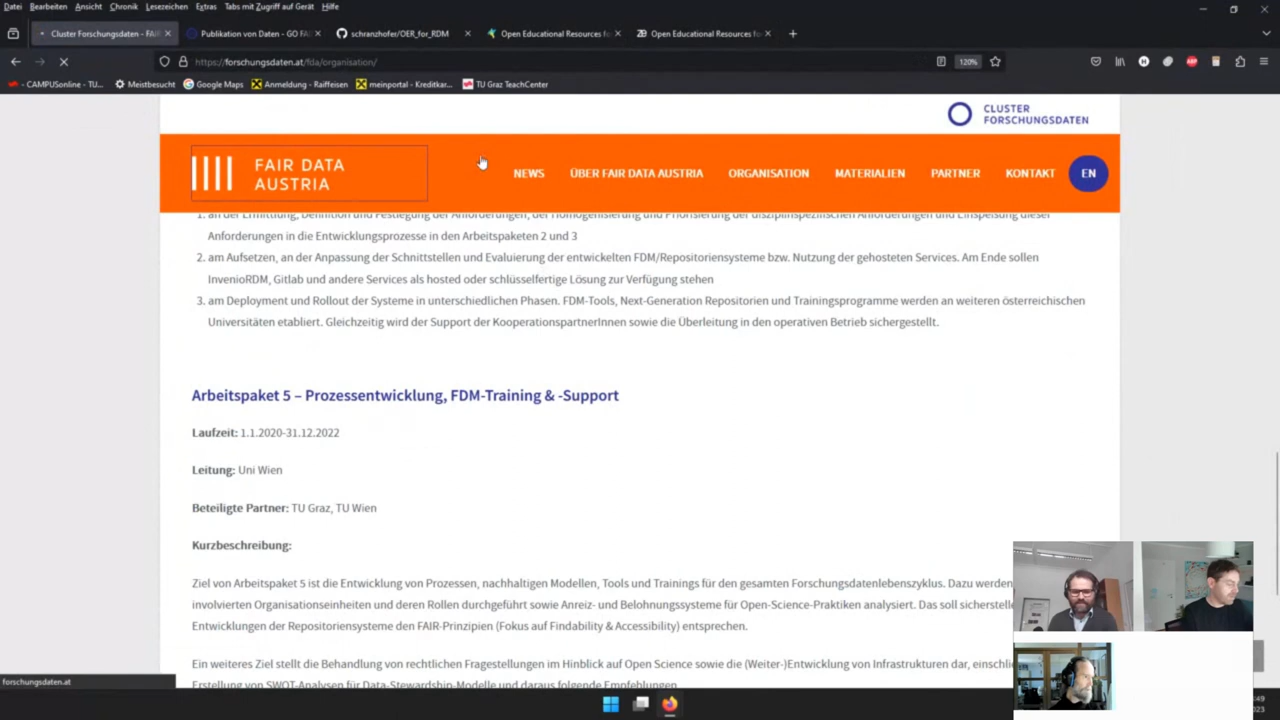 Datei Bearbeiten Ansicht Chronik Lesezeichen Extras Tabs mit Zugriff auf Gerät Hilfe
Cluster Forschungsdaten - FAIR
Publikation von Daten - GO FAI
schranzhofer/OER_for_RDM
Open Educational Resources fo
Open Educational Resources for
https://forschungsdaten.at/fda/organisation/
120%
- CAMPUSonline - TU... Meistbesucht Google Maps Anmeldung - Raiffeisen meinportal - Kreditkar... TU Graz TeachCenter
CLUSTER
FORSCHUNGSDATEN
FAIR DATA
AUSTRIA
NEWS ÜBER FAIR DATA AUSTRIA ORGANISATION MATERIALIEN PARTNER KONTAKT EN
1. an der Ermittlung, Definition und Festlegung der Anforderungen, der Homogenisierung und Priorisierung der disziplinspezifischen Anforderungen und Einspeisung dieser
Anforderungen in die Entwicklungsprozesse in den Arbeitspaketen 2 und 3
2. am Aufsetzen, an der Anpassung der Schnittstellen und Evaluierung der entwickelten FDM/Repositoriensysteme bzw. Nutzung der gehosteten Services. Am Ende sollen
InvenioRDM, Gitlab und andere Services als hosted oder schlüsselfertige Lösung zur Verfügung stehen
3. am Deployment und Rollout der Systeme in unterschiedlichen Phasen. FDM-Tools, Next-Generation Repositorien und Trainingsprogramme werden an weiteren österreichischen
Universitäten etabliert. Gleichzeitig wird der Support der KooperationspartnerInnen sowie die Überleitung in den operativen Betrieb sichergestellt.
Arbeitspaket 5 – Prozessentwicklung, FDM-Training & -Support
Laufzeit: 1.1.2020-31.12.2022
Leitung: Uni Wien
Beteiligte Partner: TU Graz, TU Wien
Kurzbeschreibung:
Ziel von Arbeitspaket 5 ist die Entwicklung von Prozessen, nachhaltigen Modellen, Tools und Trainings für den gesamten Forschungsdatenlebenszyklus. Dazu werden
involvierten Organisationseinheiten und deren Rollen durchgeführt sowie Anreiz- und Belohnungssysteme für Open-Science-Praktiken analysiert. Das soll sicherstelle
Entwicklungen der Repositoriensysteme den FAIR-Prinzipien (Fokus auf Findability & Accessibility) entsprechen.
Ein weiteres Ziel stellt die Behandlung von rechtlichen Fragestellungen im Hinblick auf Open Science sowie die (Weiter-)Entwicklung von Infrastrukturen dar, einschli
Erstellung von SWOT-Analysen für Data-Stewardship-Modelle und daraus folgende Empfehlungen
forschungsdaten.at